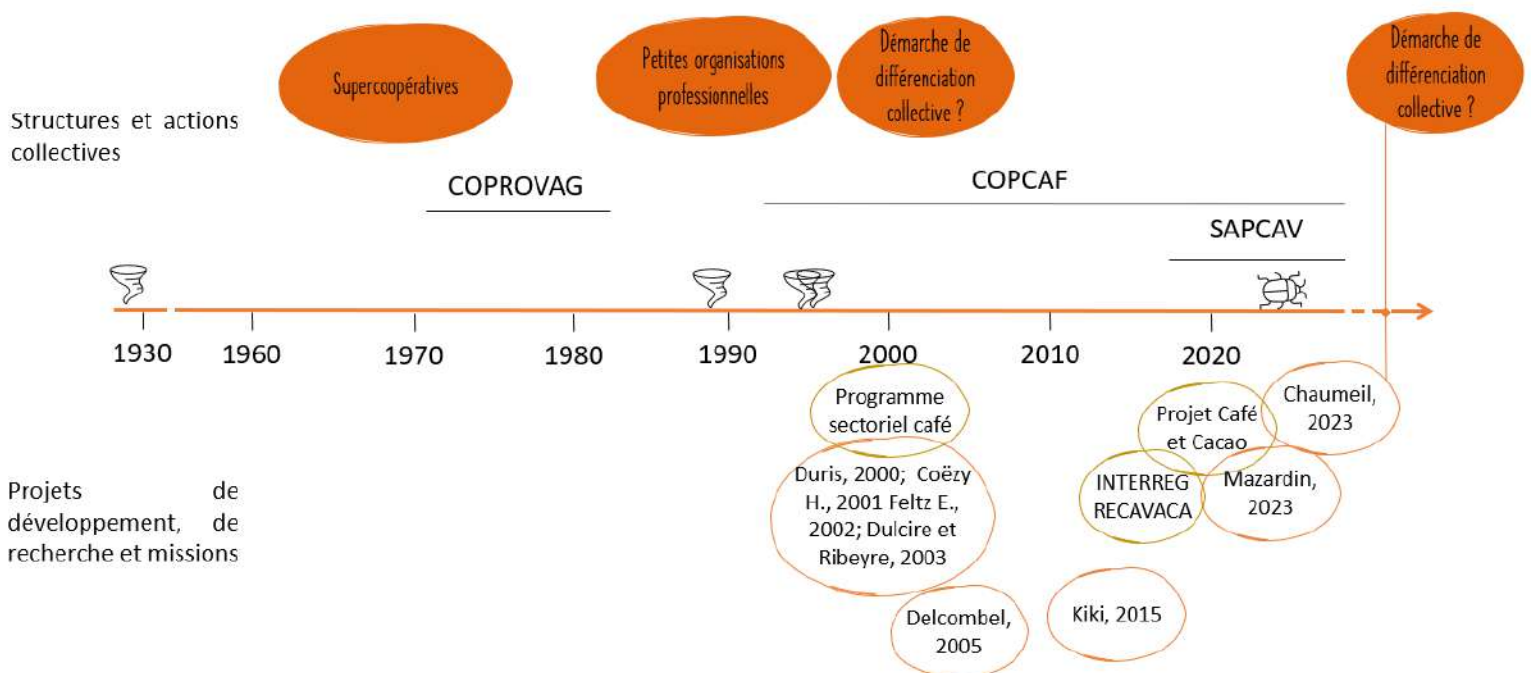 Supercoopératives
Petites organisations
professionnelles
Démarche de
différenciation
collective ?
Démarche de
différenciation
collective ?
Structures et actions
collectives
COPROVAG
COPCAF
SAPCAV
1930
1960
1970
1980
1990
2000
2010
2020
Programme
sectoriel café
Projet Café
et Cacao
Chaumeil,
2023
Duris, 2000; Coëzy
H., 2001 Feltz E.,
2002; Dulcire et
Ribeyre, 2003
INTERREG
RECAVACA
Mazardin,
2023
Projets de
développement, de
recherche et missions
Delcombel,
2005
Kiki, 2015